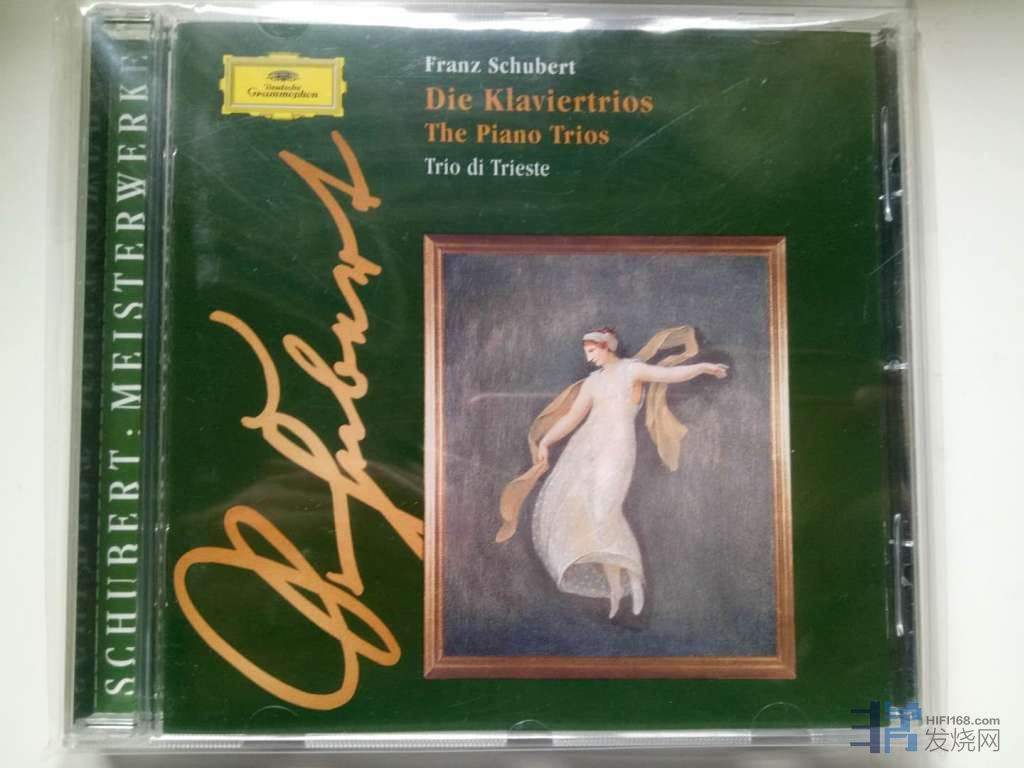 SCHUBERT : MEISTERWERKE
Deutsche
Grammophon
Franz Schubert
Die Klaviertrios
The Piano Trios
Trio di Trieste
HIFI168.com
发烧网